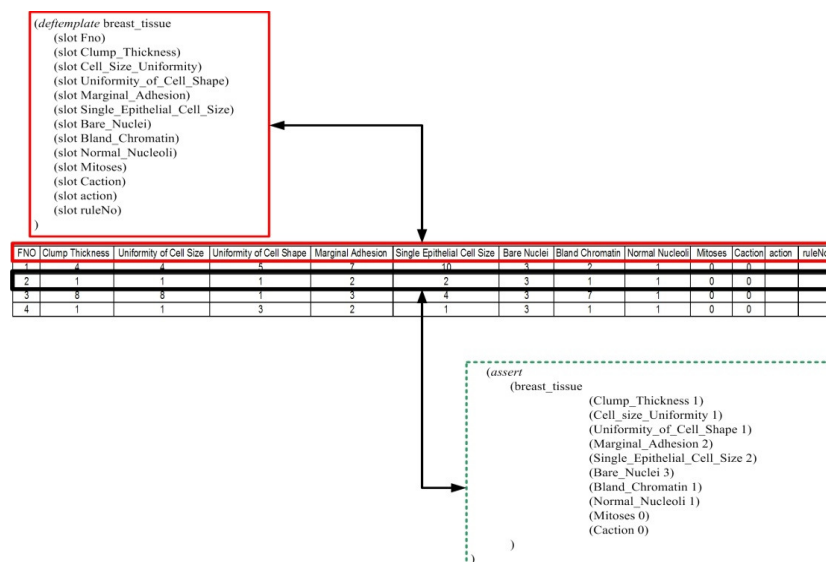 (deftemplate breast_tissue
(slot Fno)
(slot Clump_Thickness)
(slot Cell_Size_Uniformity)
(slot Uniformity_of_Cell_Shape)
(slot Marginal_Adhesion)
(slot Single_Epithelial_Cell_Size)
(slot Bare_Nuclei)
(slot Bland_Chromatin)
(slot Normal_Nucleoli)
(slot Mitoses)
(slot Caction)
(slot action)
(slot ruleNo)
)
FNO Clump Thickness Uniformity of Cell Size Uniformity of Cell Shape Marginal Adhesion Single Epithelial Cell Size Bare Nuclei Bland Chromatin Normal Nucleoli Mitoses Caction action ruleNo
1 4 4 5 7 10 3 2 1 0 0
2 1 1 1 2 2 3 1 1 0 0
3 8 8 1 3 4 3 7 1 0 0
4 1 1 3 2 1 3 1 1 0 0
(assert
(breast_tissue
(Clump_Thickness 1)
(Cell_size_Uniformity 1)
(Uniformity_of_Cell_Shape 1)
(Marginal_Adhesion 2)
(Single_Epithelial_Cell_Size 2)
(Bare_Nuclei 3)
(Bland_Chromatin 1)
(Normal_Nucleoli 1)
(Mitoses 0)
(Caction 0)
)
)